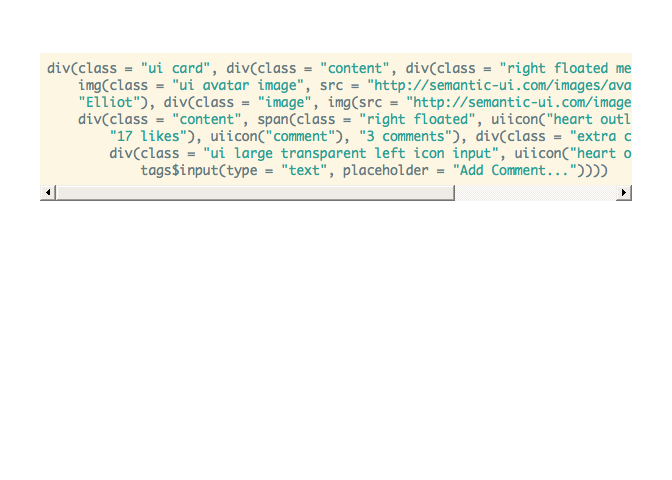 div(class = "ui card", div(class = "content", div(class = "right floated me
img(class = "ui avatar image", src = "http://semantic-ui.com/images/ava
"Elliot"), div(class = "image", img(src = "http://semantic-ui.com/image
div(class = "content", span(class = "right floated", uiicon("heart outl
"17 likes"), uiicon("comment"), "3 comments"), div(class = "extra c
div(class = "ui large transparent left icon input", uiicon("heart o
tags$input(type = "text", placeholder = "Add Comment..."))))